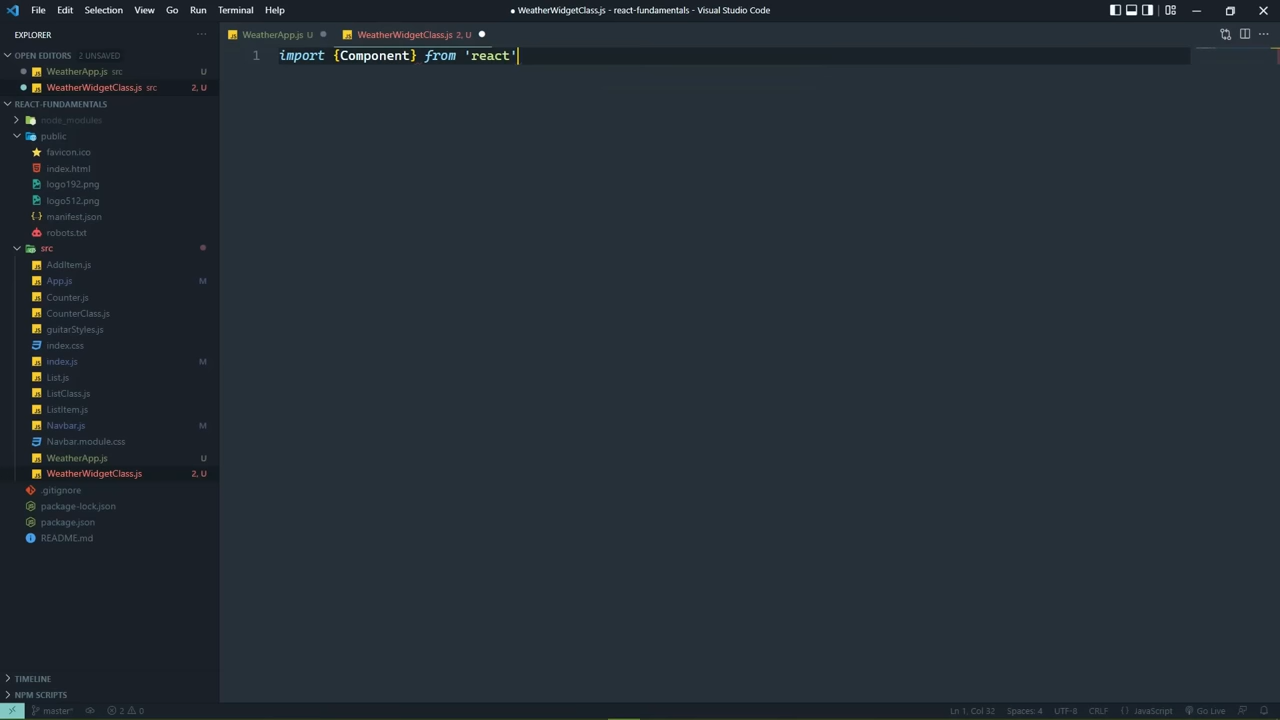 File Edit Selection View Go Run Terminal Help
● WeatherWidgetClass.js - react-fundamentals - Visual Studio Code
EXPLORER ···
OPEN EDITORS 2 UNSAVED
WeatherApp.js src U
WeatherWidgetClass.js src 2, U
REACT-FUNDAMENTALS
node_modules
public
favicon.ico
index.html
logo192.png
logo512.png
manifest.json
robots.txt
src
AddItem.js
App.js M
Counter.js
CounterClass.js
guitarStyles.js
index.css
index.js M
List.js
ListClass.js
ListItem.js
Navbar.js M
Navbar.module.css
WeatherApp.js U
WeatherWidgetClass.js 2, U
.gitignore
package-lock.json
package.json
README.md
TIMELINE
NPM SCRIPTS
WeatherApp.js U
WeatherWidgetClass.js 2, U
1 import {Component} from 'react'
master* 2 0
Ln 1, Col 32 Spaces: 4 UTF-8 CRLF {} JavaScript Go Live